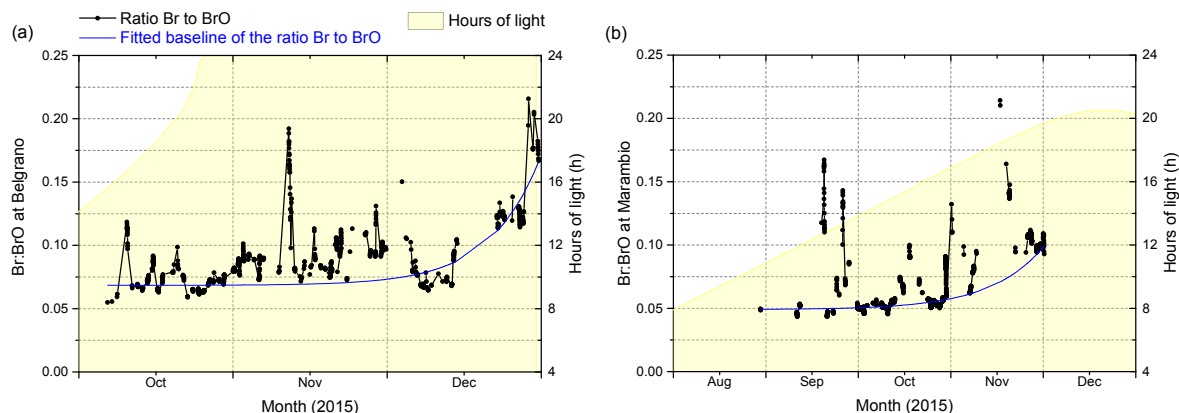 Ratio Br to BrO
Fitted baseline of the ratio Br to BrO
Hours of light
(a)
0.25
0.20
0.15
0.10
0.05
0.00
Br:BrO at Belgrano
24
20
16
12
8
4
Hours of light (h)
Oct Nov Dec
Month (2015)
(b)
0.25
0.20
0.15
0.10
0.05
0.00
Br:BrO at Marambio
24
20
16
12
8
4
Hours of light (h)
Aug Sep Oct Nov Dec
Month (2015)